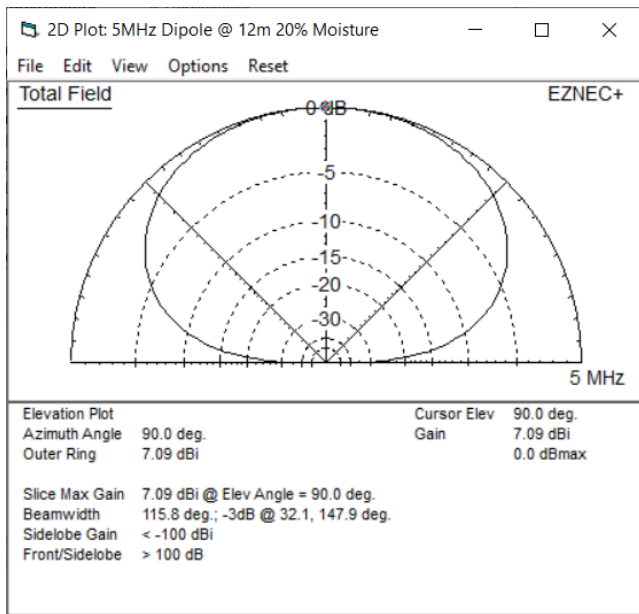 2D Plot: 5MHz Dipole @ 12m 20% Moisture
File Edit View Options Reset
Total Field
EZNEC+
0 dB
-5
-10
-15
-20
-30
5 MHz
Elevation Plot
Cursor Elev 90.0 deg.
Azimuth Angle 90.0 deg.
Gain 7.09 dBi
Outer Ring 7.09 dBi
0.0 dBmax
Slice Max Gain 7.09 dBi @ Elev Angle = 90.0 deg.
Beamwidth 115.8 deg.; -3dB @ 32.1, 147.9 deg.
Sidelobe Gain < -100 dBi
Front/Sidelobe > 100 dB